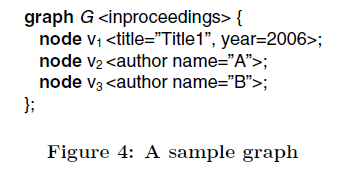 graph G <inproceedings> {
node v₁ <title=”Title1”, year=2006>;
node v₂ <author name=”A”>;
node v₃ <author name=”B”>;
};
Figure 4: A sample graph